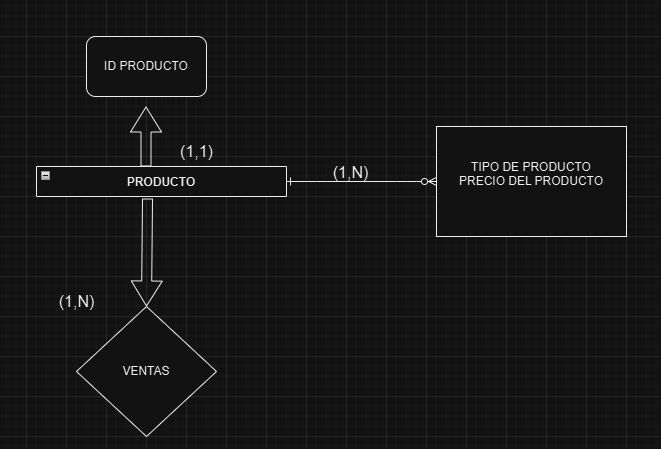 ID PRODUCTO
(1,1)
PRODUCTO
(1,N)
TIPO DE PRODUCTO
PRECIO DEL PRODUCTO
(1,N)
VENTAS